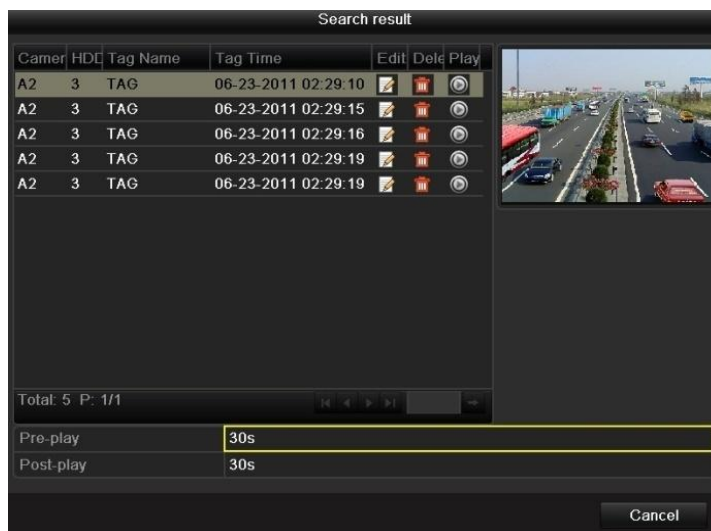 Search result
Camer HDD Tag Name Tag Time Edit Dele Play
A2 3 TAG 06-23-2011 02:29:10
A2 3 TAG 06-23-2011 02:29:15
A2 3 TAG 06-23-2011 02:29:16
A2 3 TAG 06-23-2011 02:29:19
A2 3 TAG 06-23-2011 02:29:19
Total: 5 P: 1/1
Pre-play 30s
Post-play 30s
Cancel